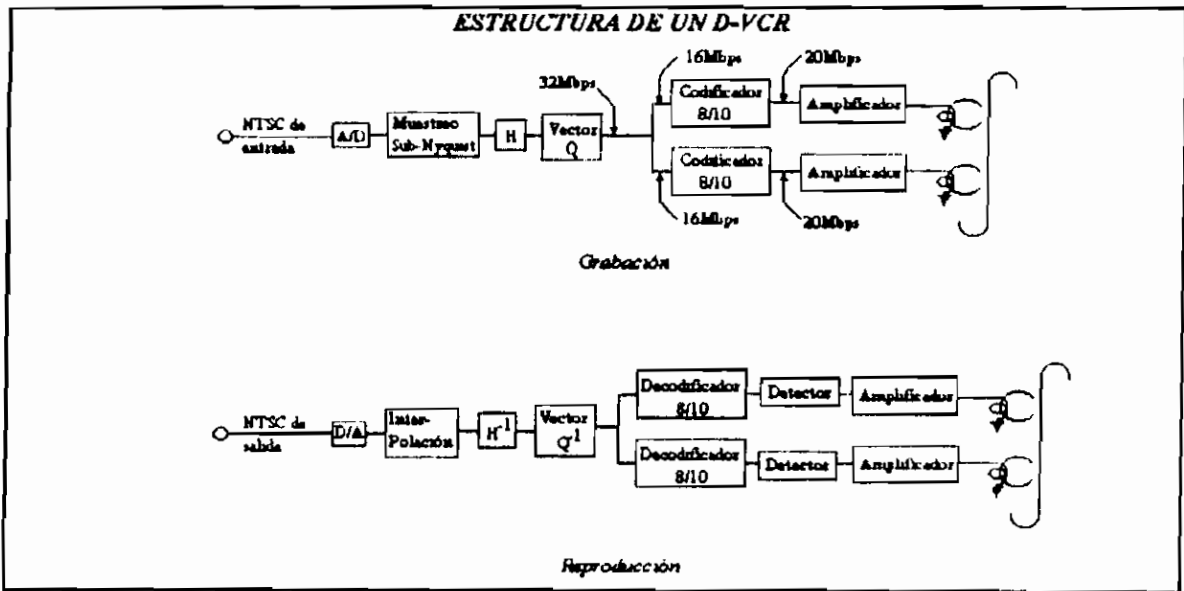 ESTRUCTURA DE UN D-VCR
NTSC de
entrada
A/D
Muestreo
Sub-Nyquist
H
Vector
Q
32Mbps
16Mbps
Codificador
8/10
20Mbps
Amplificador
Codificador
8/10
Amplificador
16Mbps
20Mbps
Grabación
NTSC de
salida
D/A
Inter-
Polación
H-1
Vector
Q-1
Decodificador
8/10
Detector
Amplificador
Decodificador
8/10
Detector
Amplificador
Reproducción